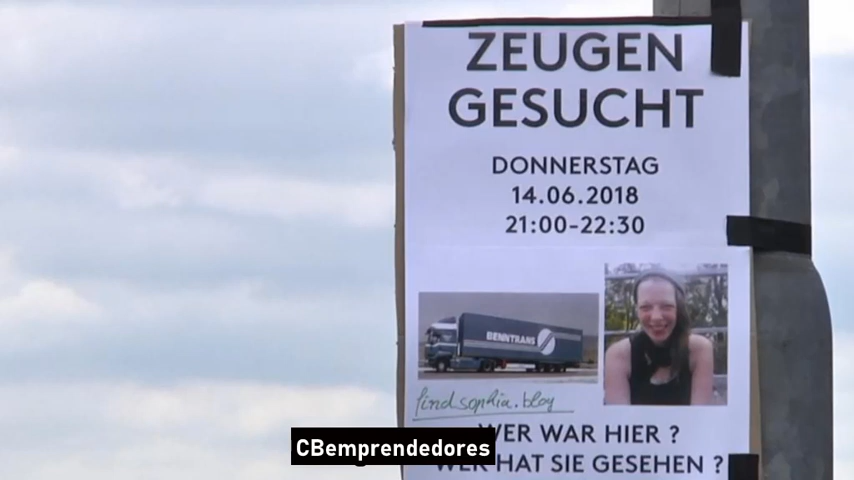 ZEUGEN
GESUCHT
DONNERSTAG
14.06.2018
21:00-22:30
BENNTRANS
findsophia.blog
WER WAR HIER ?
WER HAT SIE GESEHEN ?
CBemprendedores